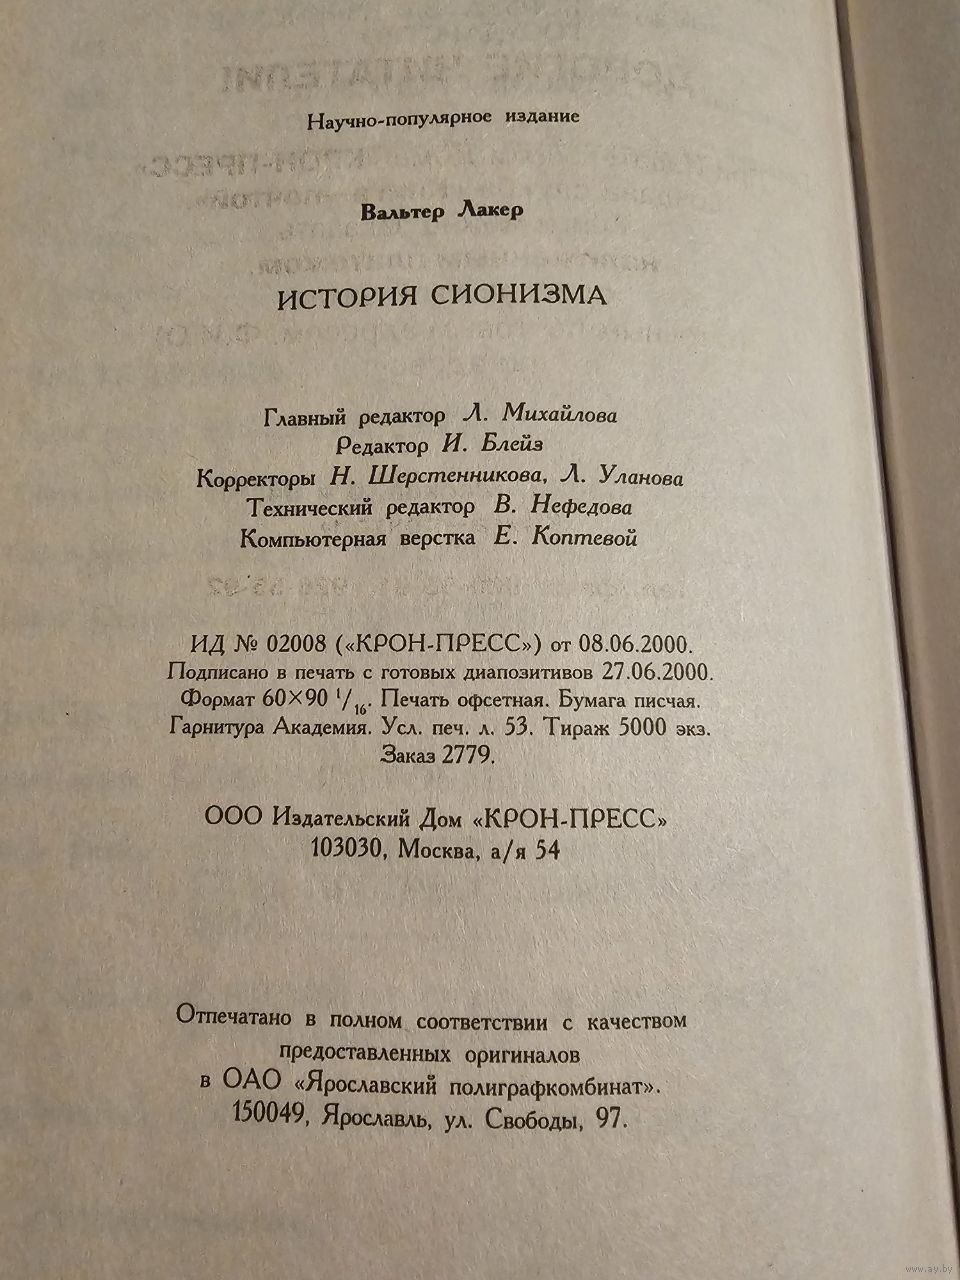 Научно-популярное издание
Вальтер Лакер
ИСТОРИЯ СИОНИЗМА
Главный редактор Л. Михайлова
Редактор И. Блейз
Корректоры Н. Шерстенникова, Л. Уланова
Технический редактор В. Нефедова
Компьютерная верстка Е. Коптевой
ИД № 02008 («КРОН-ПРЕСС») от 08.06.2000.
Подписано в печать с готовых диапозитивов 27.06.2000.
Формат 60×90 1/16. Печать офсетная. Бумага писчая.
Гарнитура Академия. Усл. печ. л. 53. Тираж 5000 экз.
Заказ 2779.
ООО Издательский Дом «КРОН-ПРЕСС»
103030, Москва, а/я 54
Отпечатано в полном соответствии с качеством
предоставленных оригиналов
в ОАО «Ярославский полиграфкомбинат».
150049, Ярославль, ул. Свободы, 97.
www.ay.by